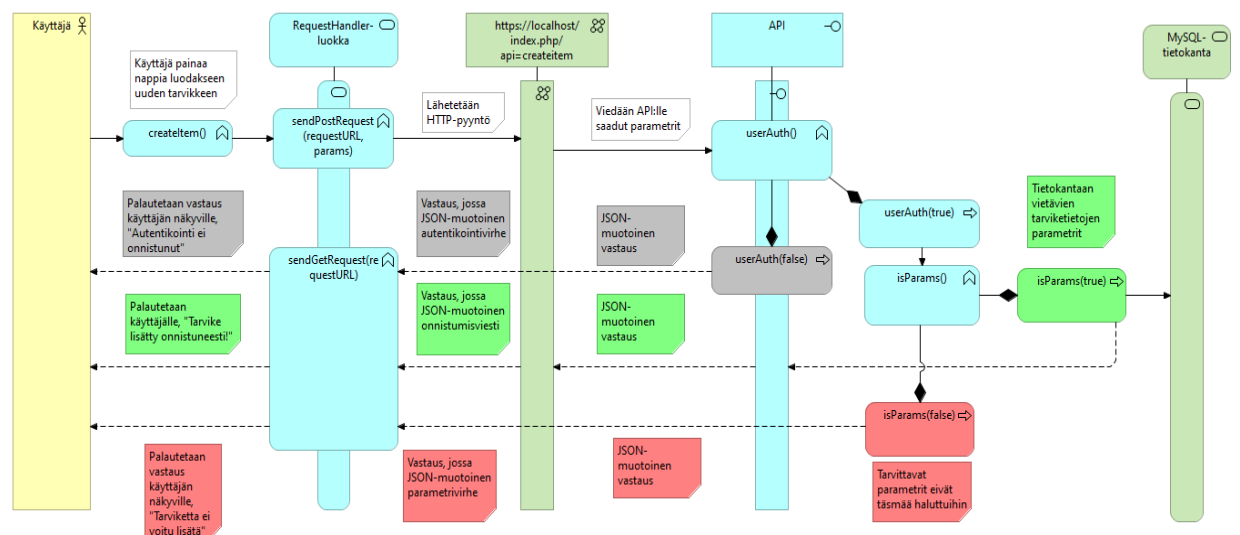 Käyttäjä
RequestHandler-
luokka
https://localhost/
index.php/
api=createitem
API
MySQL-
tietokanta
Käyttäjä painaa
nappia luodakseen
uuden tarvikkeen
createItem()
sendPostRequest
(requestURL,
params)
Lähetetään
HTTP-pyyntö
Viedään API:lle
saadut parametrit
userAuth()
Palautetaan vastaus
käyttäjän näkyville,
"Autentikointi ei
onnistunut"
Vastaus, jossa
JSON-muotoinen
autentikointivirhe
JSON-
muotoinen
vastaus
userAuth(true)
Tietokantaan
vietävien
tarviketietojen
parametrit
sendGetRequest(re
questURL)
userAuth(false)
isParams()
isParams(true)
Palautetaan
käyttäjälle, "Tarvike
lisätty onnistuneesti!"
Vastaus, jossa
JSON-muotoinen
onnistumisviesti
JSON-
muotoinen
vastaus
isParams(false)
Palautetaan
vastaus
käyttäjän
näkyville,
"Tarviketta ei
voitu lisätä"
Vastaus, jossa
JSON-muotoinen
parametrivirhe
JSON-
muotoinen
vastaus
Tarvittavat
parametrit eivät
täsmää haluttuihin